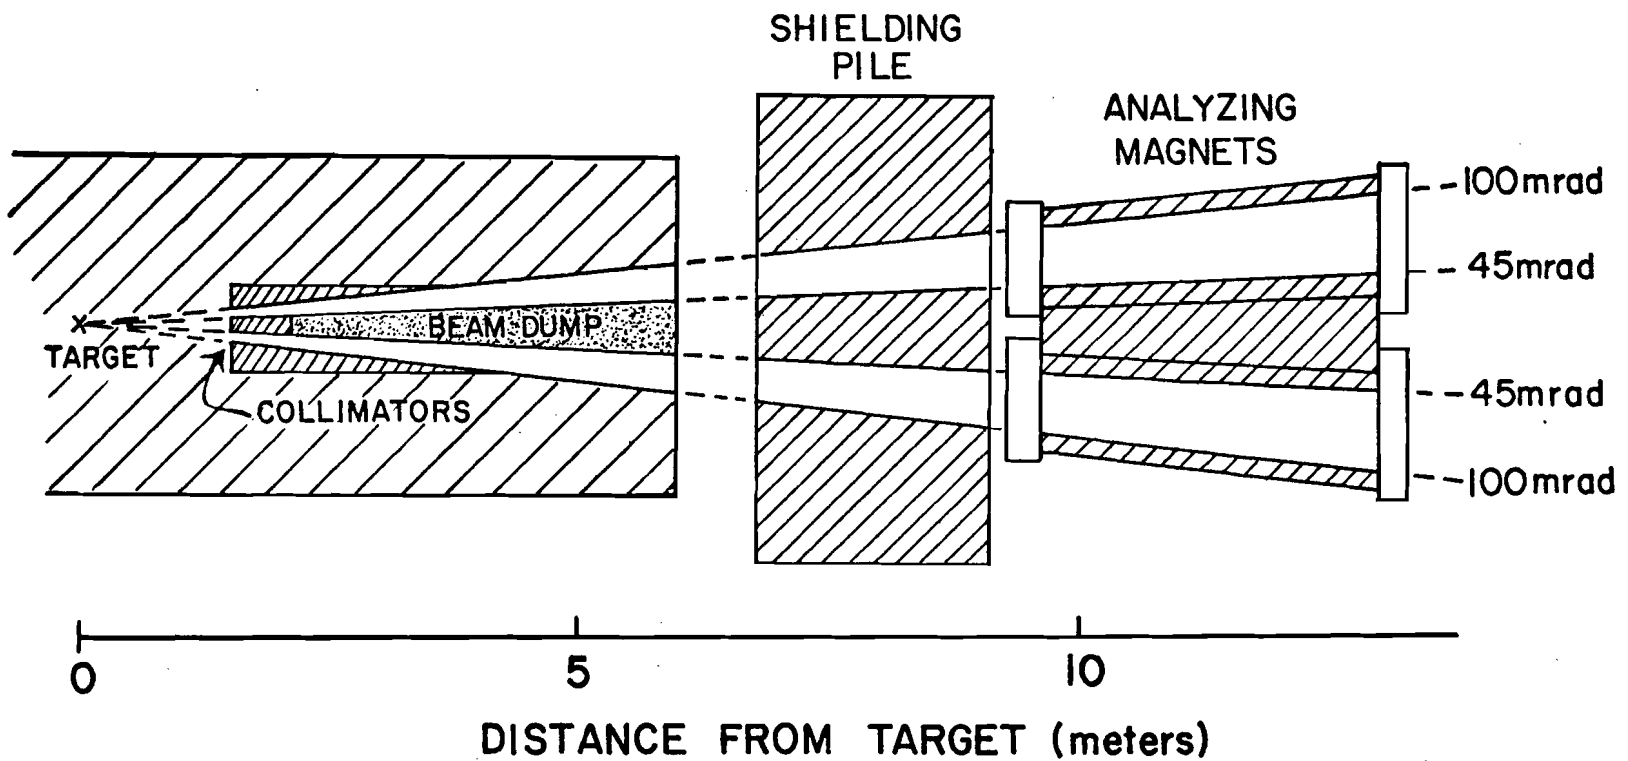 SHIELDING
PILE
ANALYZING
MAGNETS
100mrad
45mrad
BEAM DUMP
TARGET
COLLIMATORS
45mrad
100mrad
0 5 10
DISTANCE FROM TARGET (meters)